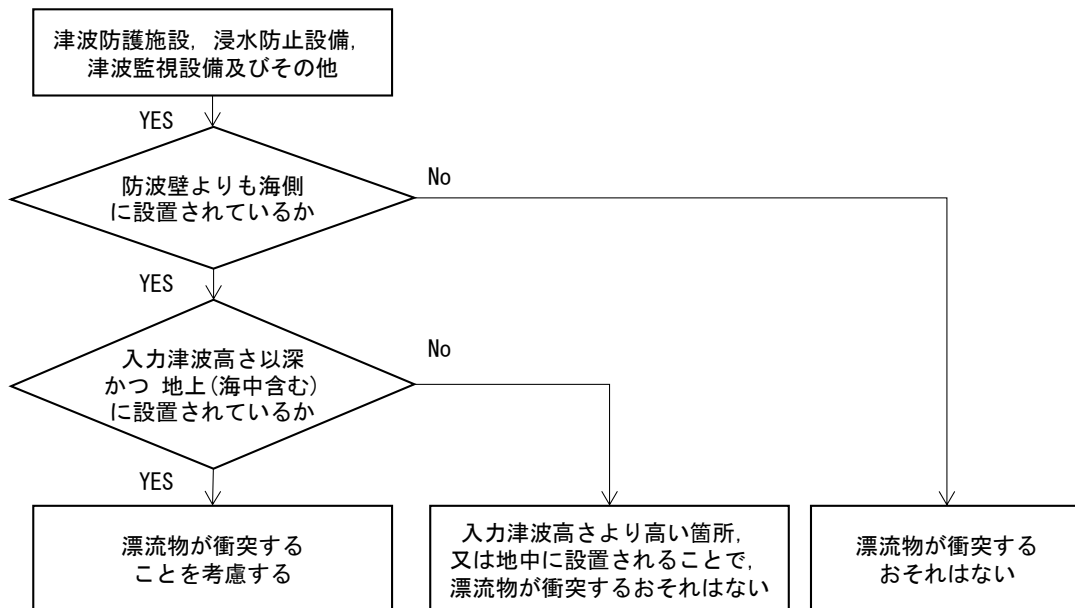 津波防護施設，浸水防止設備，
津波監視設備及びその他
YES
防波壁よりも海側
に設置されているか
No
YES
入力津波高さ以深
かつ 地上(海中含む)
に設置されているか
No
YES
漂流物が衝突する
ことを考慮する
入力津波高さより高い箇所，
又は地中に設置されることで，
漂流物が衝突するおそれはない
漂流物が衝突する
おそれはない